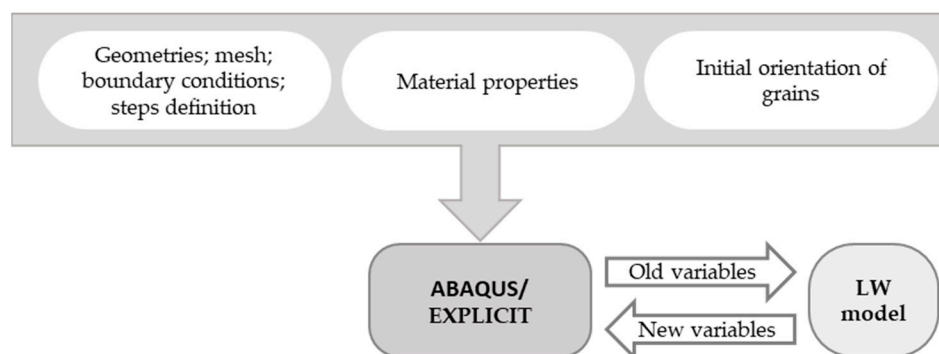 Geometries; mesh;
boundary conditions;
steps definition
Material properties
Initial orientation of
grains
ABAQUS/
EXPLICIT
Old variables
New variables
LW
model